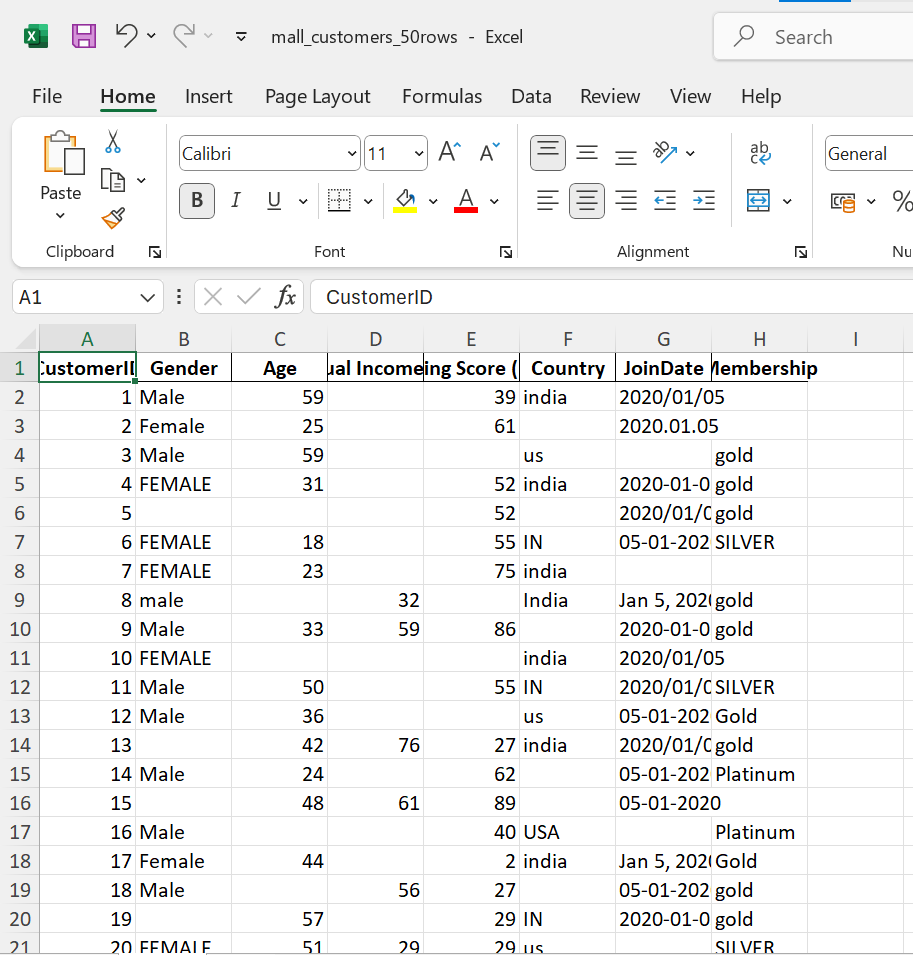 mall_customers_50rows - Excel
Search
File Home Insert Page Layout Formulas Data Review View Help
Paste
Calibri 11
General
B I U
%
Clipboard Font Alignment Nu
A1 fx CustomerID
A B C D E F G H I
1 CustomerID Gender Age ual Income ing Score ( Country JoinDate Membership
2 1 Male 59 39 india 2020/01/05
3 2 Female 25 61 2020.01.05
4 3 Male 59 us gold
5 4 FEMALE 31 52 india 2020-01-0 gold
6 5 52 2020/01/0 gold
7 6 FEMALE 18 55 IN 05-01-202 SILVER
8 7 FEMALE 23 75 india
9 8 male 32 India Jan 5, 202 gold
10 9 Male 33 59 86 2020-01-0 gold
11 10 FEMALE india 2020/01/05
12 11 Male 50 55 IN 2020/01/0 SILVER
13 12 Male 36 us 05-01-202 Gold
14 13 42 76 27 india 2020/01/0 gold
15 14 Male 24 62 05-01-202 Platinum
16 15 48 61 89 05-01-2020
17 16 Male 40 USA Platinum
18 17 Female 44 2 india Jan 5, 202 Gold
19 18 Male 56 27 05-01-202 gold
20 19 57 29 IN 2020-01-0 gold
21 20 FEMALE 51 29 29 us SILVER